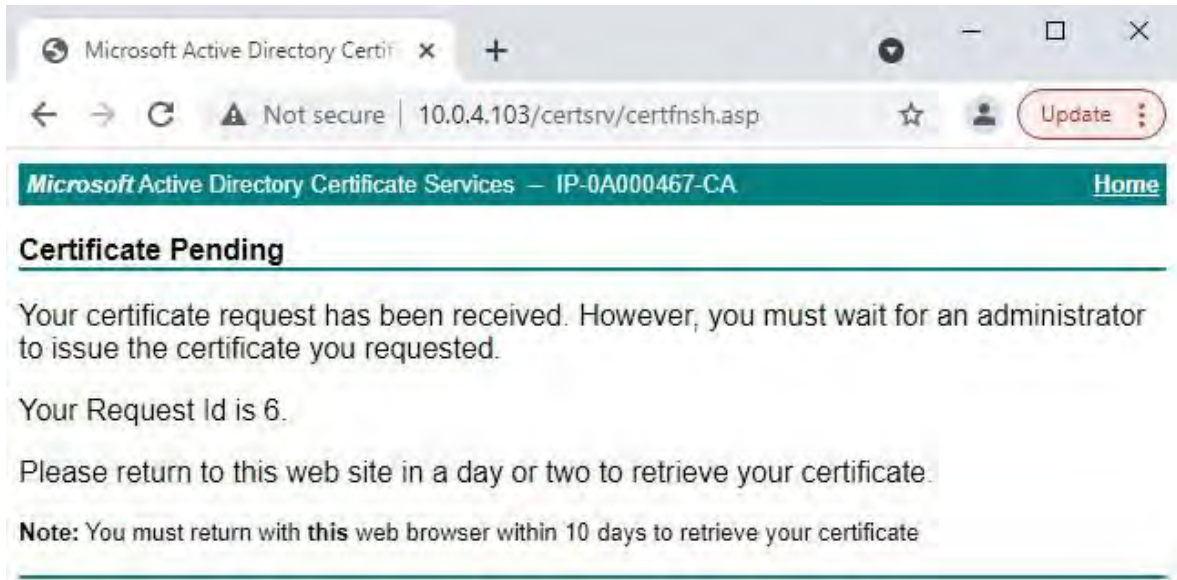 Microsoft Active Directory Certif
Not secure | 10.0.4.103/certsrv/certfnsh.asp
Update
Microsoft Active Directory Certificate Services – IP-0A000467-CA Home
Certificate Pending
Your certificate request has been received. However, you must wait for an administrator
to issue the certificate you requested.
Your Request Id is 6.
Please return to this web site in a day or two to retrieve your certificate.
Note: You must return with this web browser within 10 days to retrieve your certificate